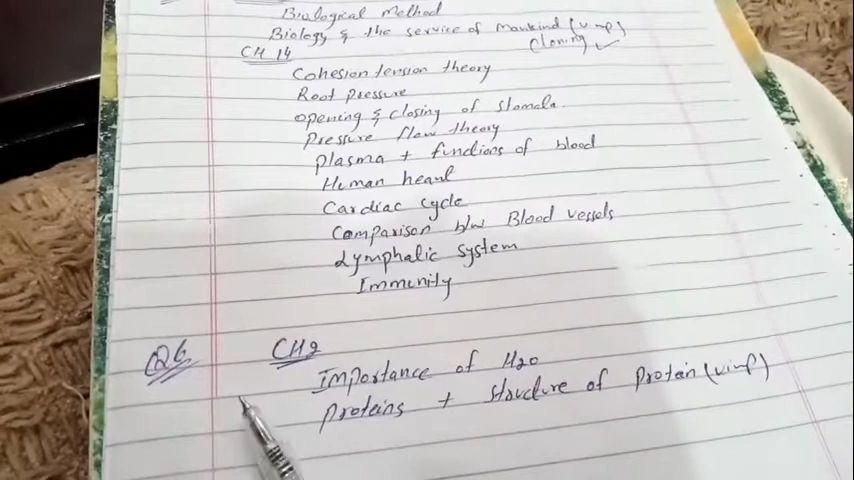 Biological Method
Biology & the service of Mankind (v.imp)
Cloning
CH 14
Cohesion tension theory
Root pressure
opening & closing of stomata.
Pressure flow theory
plasma + functions of blood
Human heart
Cardiac cycle
Comparison b/w Blood vessels
Lymphatic system
Immunity
Q6
CH2
Importance of H2O
proteins + structure of protein (v.imp)